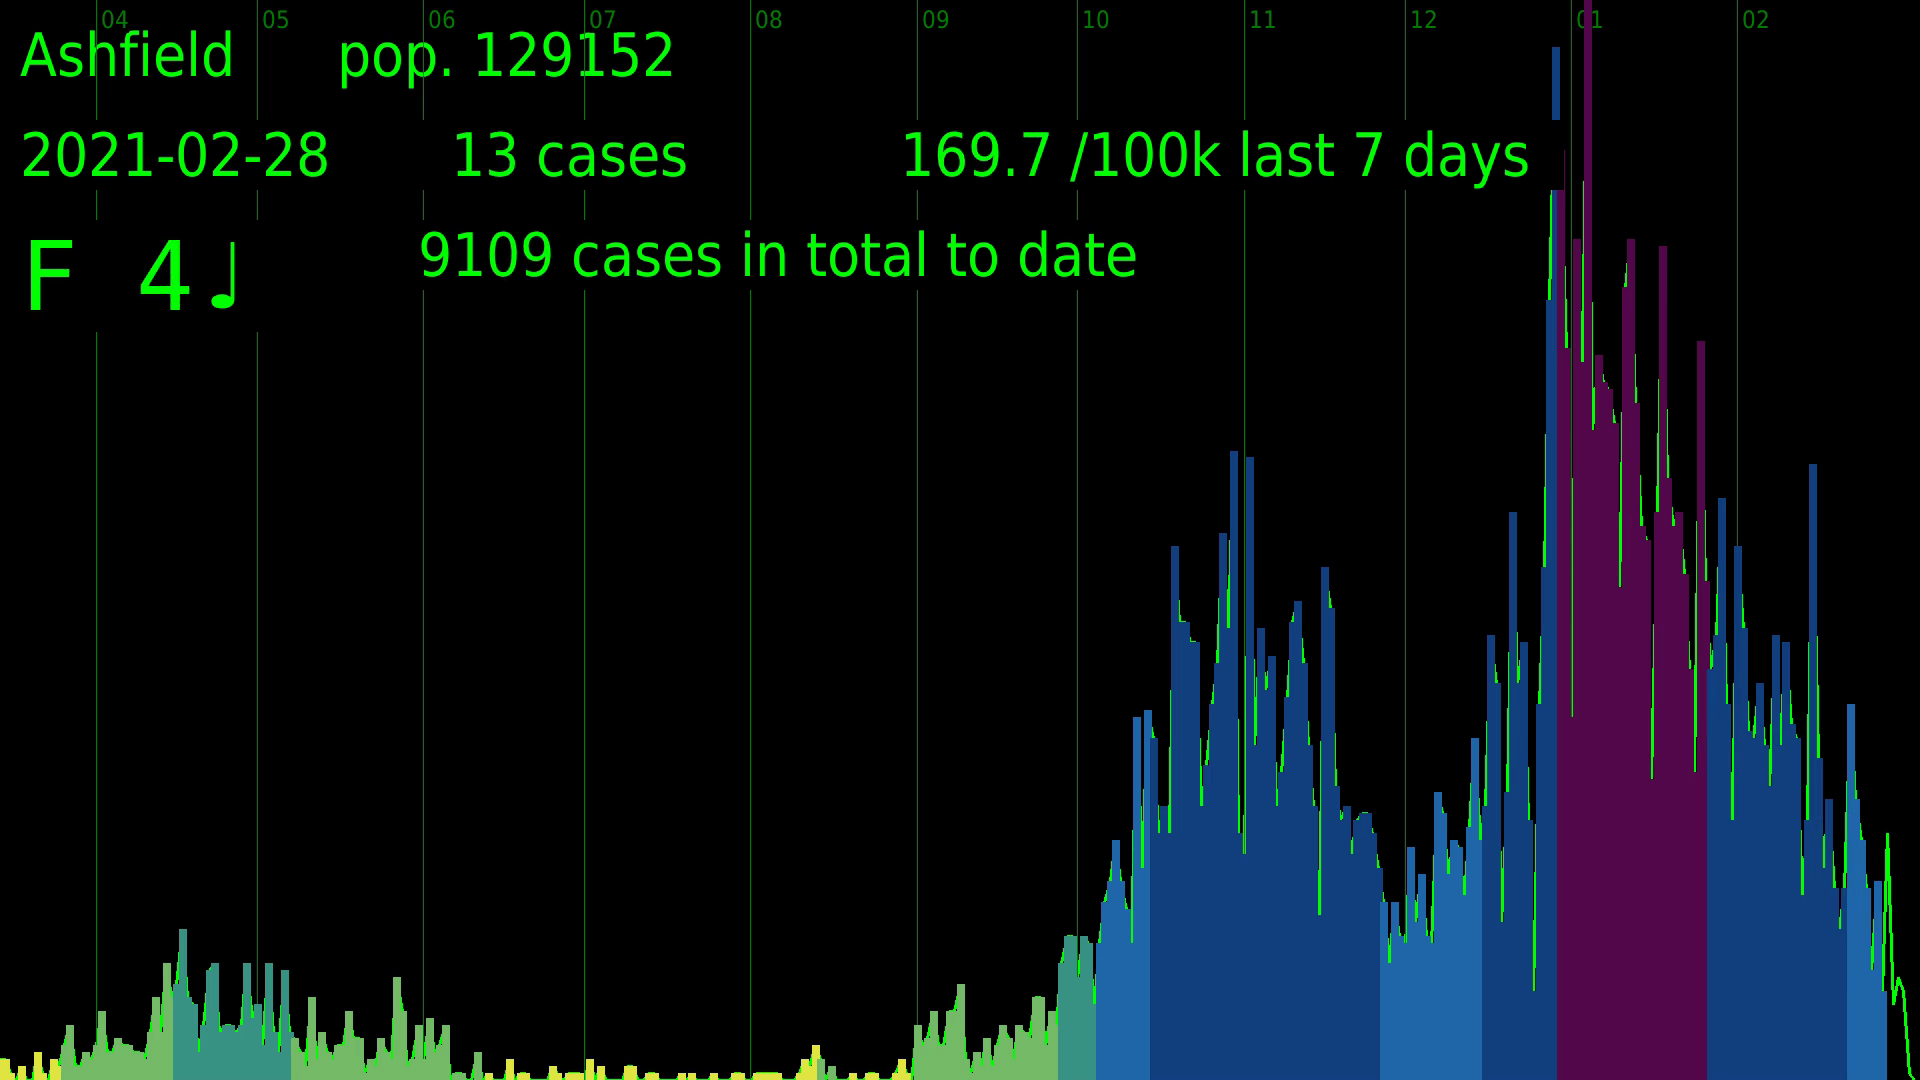 04 05 06 07 08 09 10 11 12 01 02
Ashfield pop. 129152
2021-02-28 13 cases 169.7 /100k last 7 days
F 4♩ 9109 cases in total to date